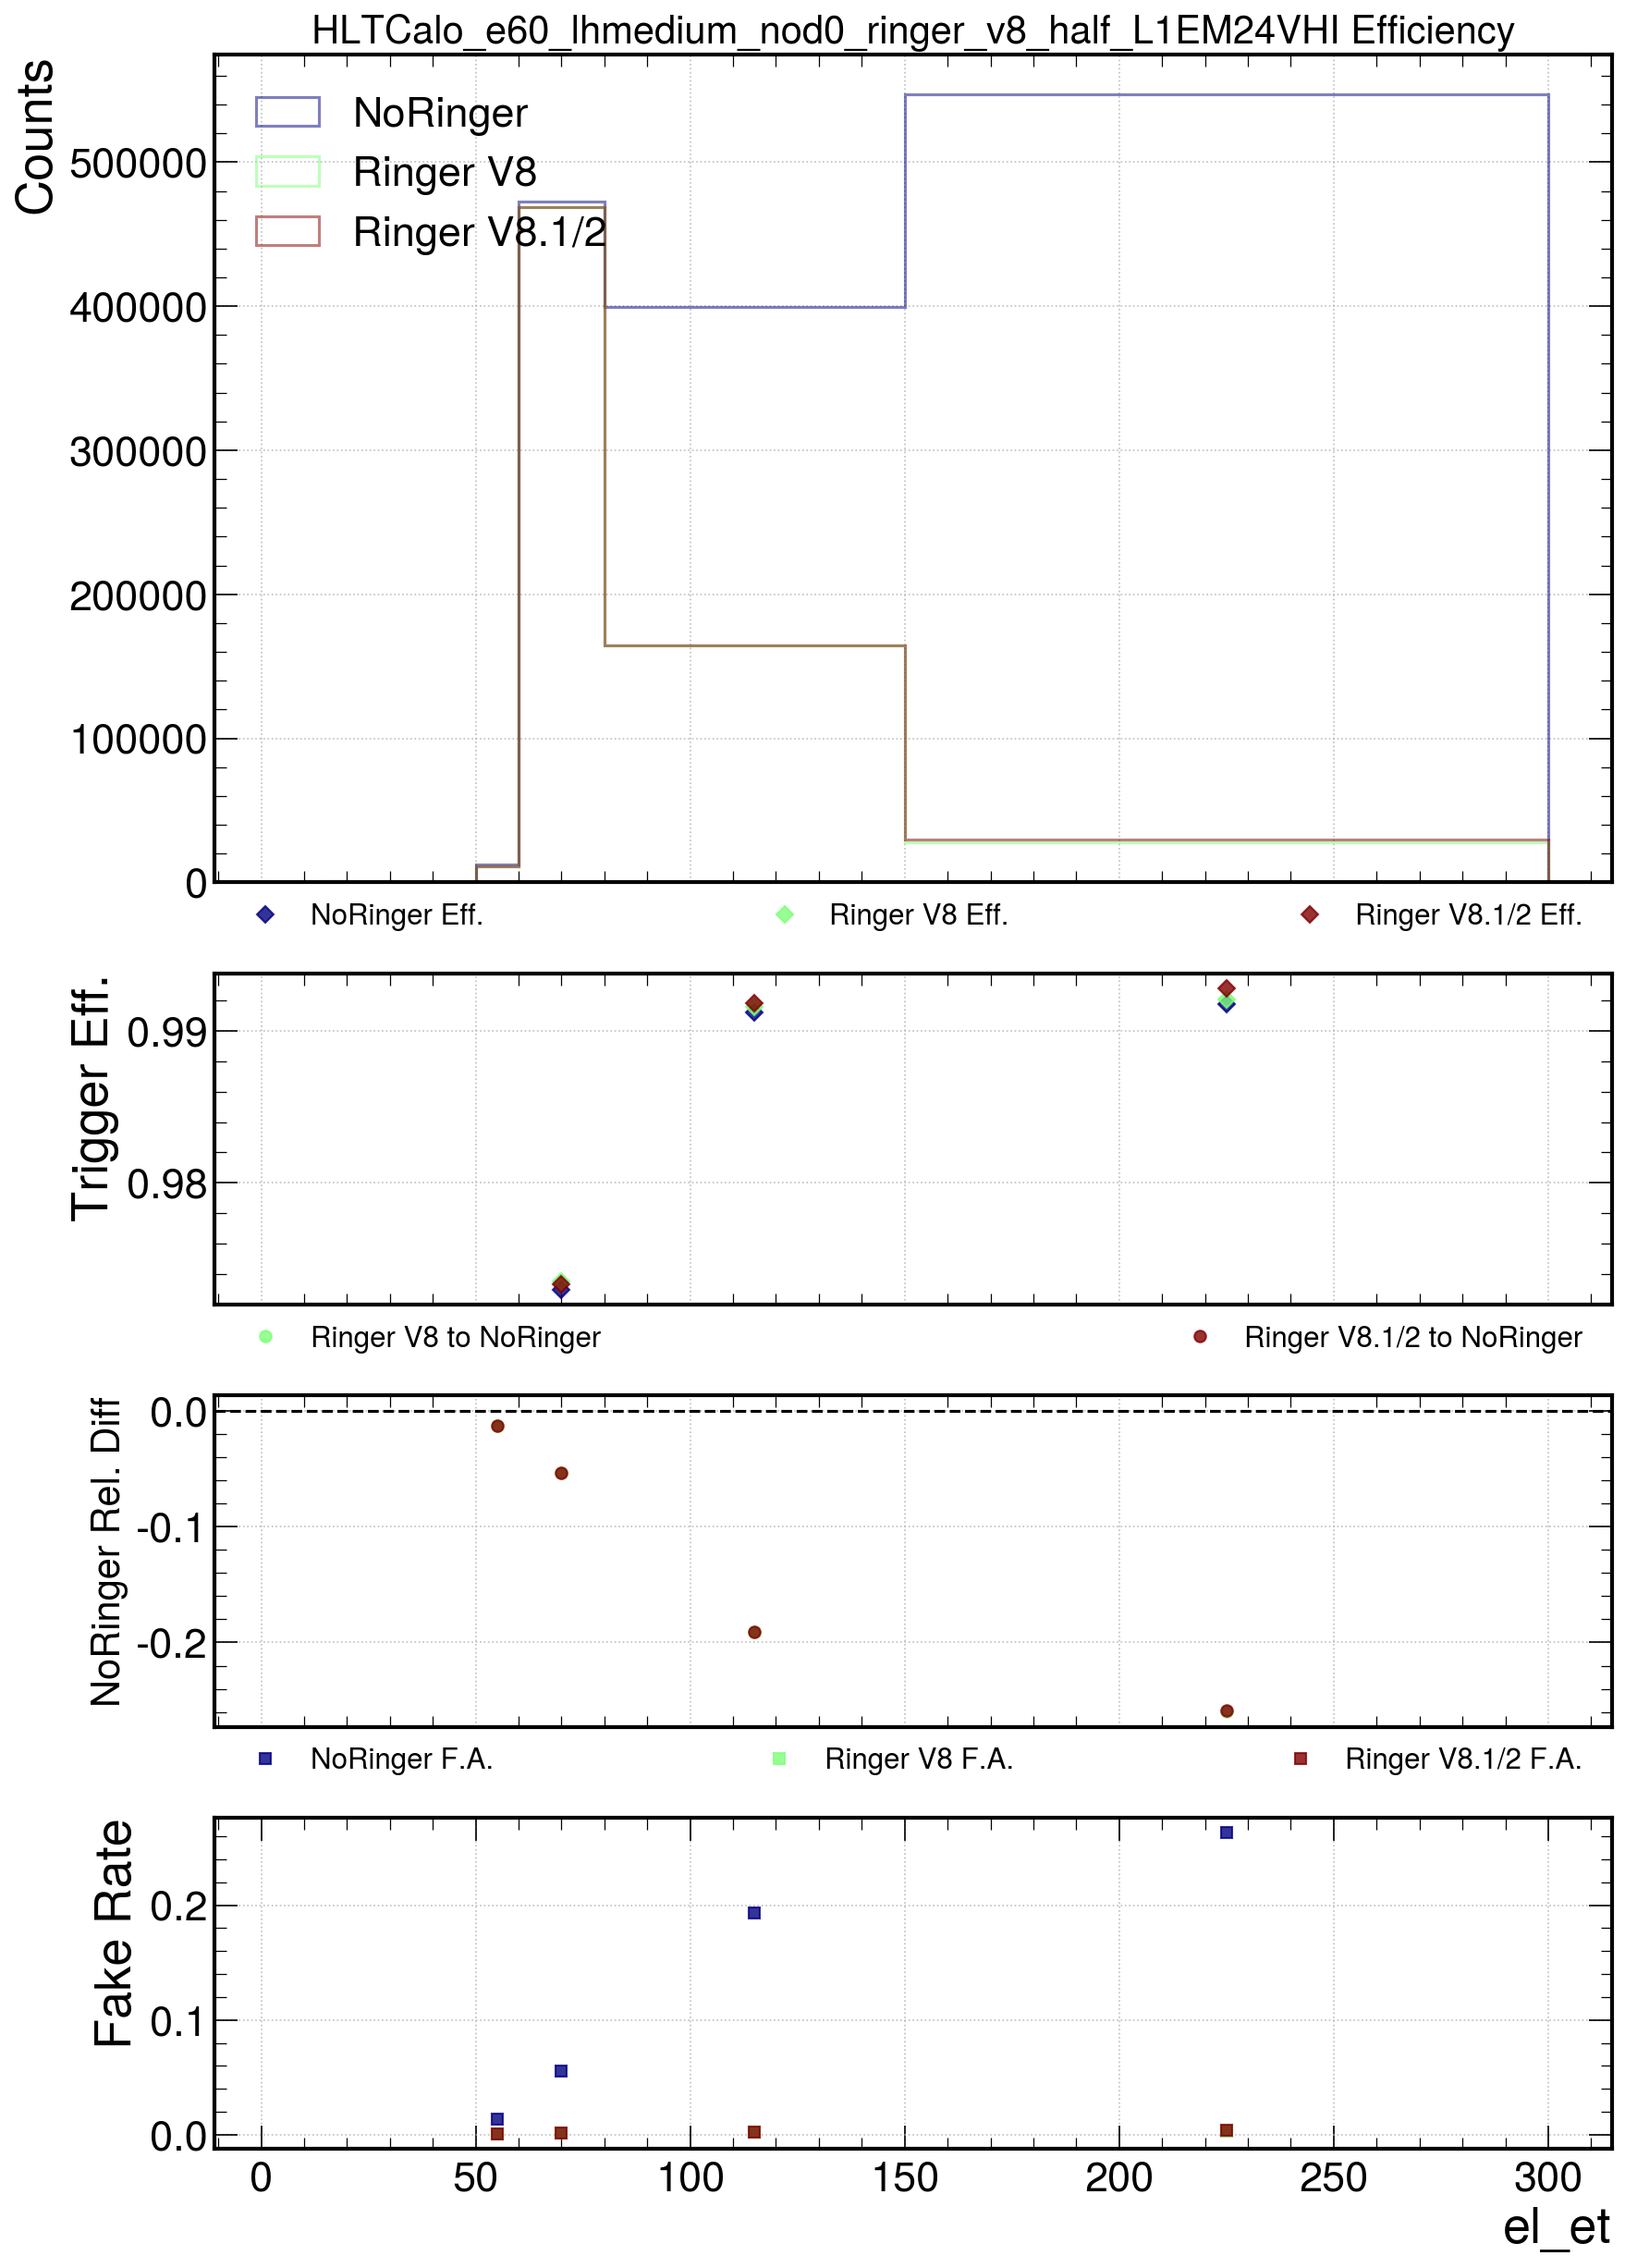 HLTCalo_e60_lhmedium_nod0_ringer_v8_half_L1EM24VHI Efficiency
Counts
NoRinger
Ringer V8
Ringer V8.1/2
500000
400000
300000
200000
100000
0
NoRinger Eff.
Ringer V8 Eff.
Ringer V8.1/2 Eff.
Trigger Eff.
0.99
0.98
Ringer V8 to NoRinger
Ringer V8.1/2 to NoRinger
NoRinger Rel. Diff
0.0
-0.1
-0.2
NoRinger F.A.
Ringer V8 F.A.
Ringer V8.1/2 F.A.
Fake Rate
0.2
0.1
0.0
0 50 100 150 200 250 300
el_et